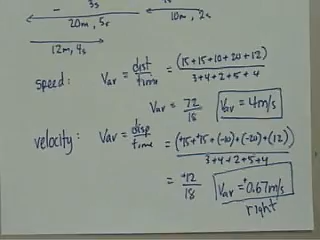 3s
20m, 5s
10m, 2s
12m, 4s
speed: Vav = dist/time = (15+15+10+20+12)/3+4+2+5+4
Vav = 72/18 Vav = 4m/s
velocity: Vav = disp/time = (+15++15+(-10)+(-20)+(12))/3+4+2+5+4
= +12/18 Vav = +0.67m/s
right